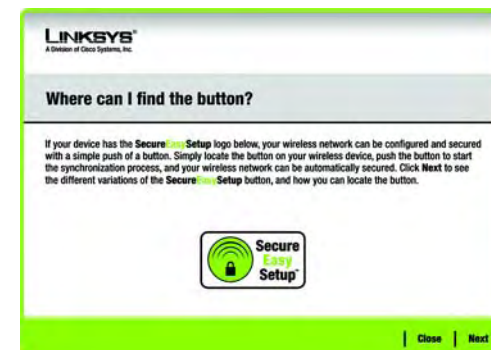 LINKSYS®
A Division of Cisco Systems, Inc.
Where can I find the button?
If your device has the SecureEasySetup logo below, your wireless network can be configured and secured
with a simple push of a button. Simply locate the button on your wireless device, push the button to start
the synchronization process, and your wireless network can be automatically secured. Click Next to see
the different variations of the SecureEasySetup button, and how you can locate the button.
Secure
Easy
Setup™
Close | Next